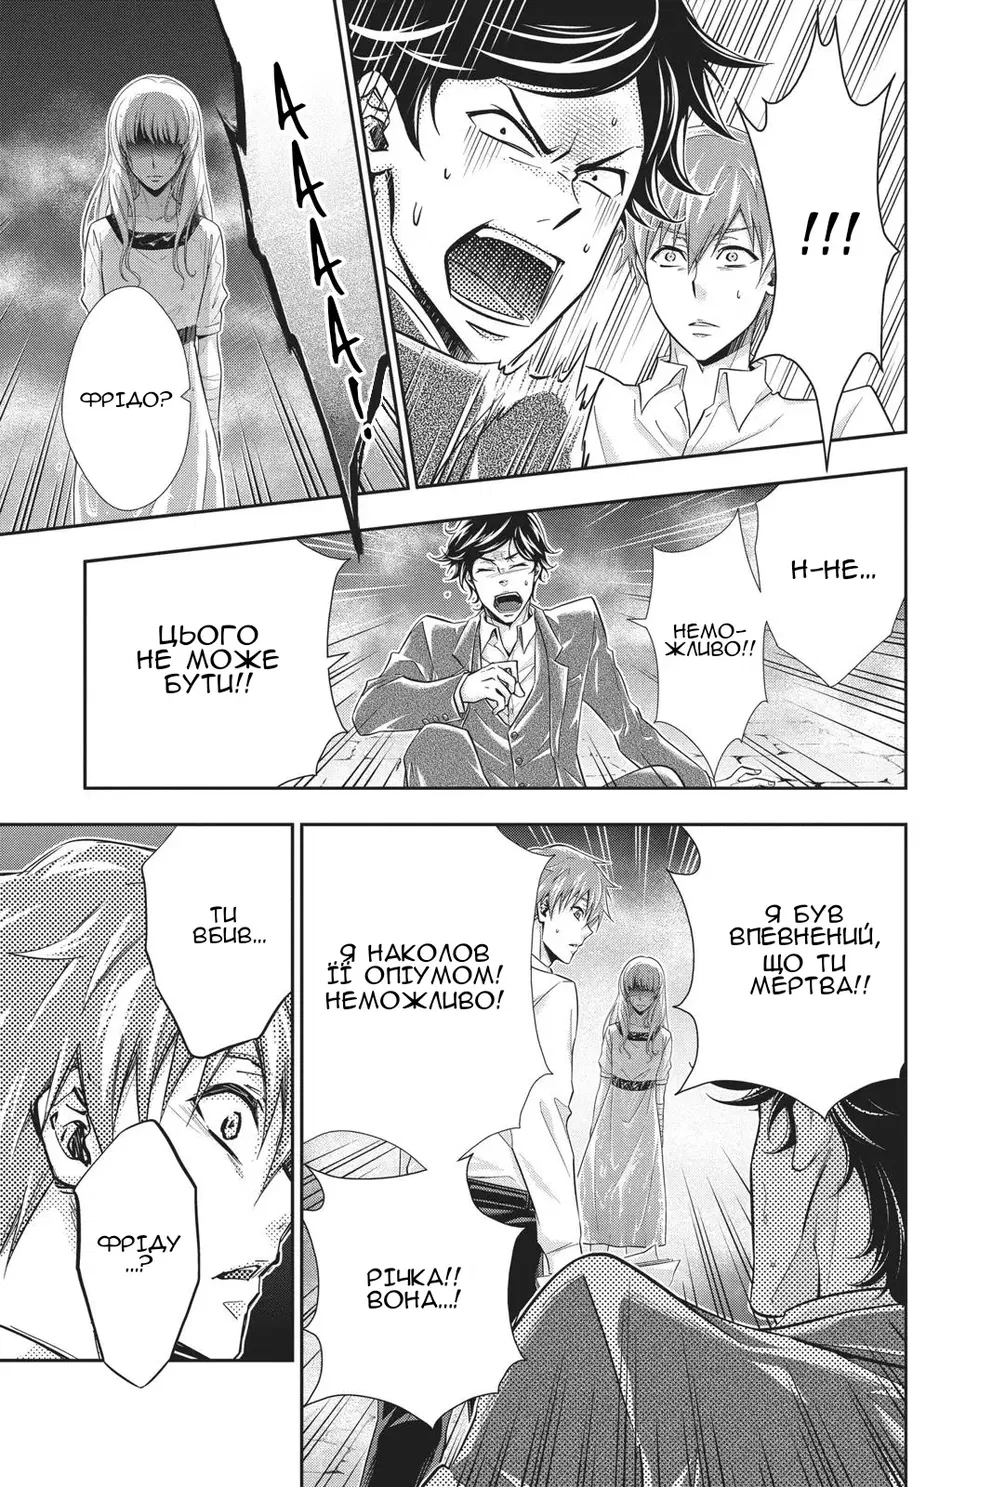 !!!
АААААА!!
ФРІДО?
Н-НЕ...
НЕМО-
ЖЛИВО!!
ЦЬОГО
НЕ МОЖЕ
БУТИ!!
Я БУВ
ВПЕВНЕНИЙ,
ЩО ТИ
МЕРТВА!!
Я НАКОЛОВ
ЇЇ ОПІУМОМ!
НЕМОЖЛИВО!
РІЧКА!!
ВОНА...!
ТИ
ВБИВ...
ФРІДУ
...?